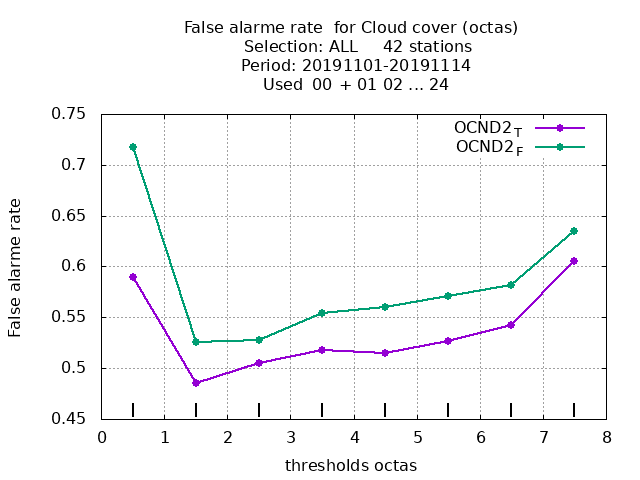 False alarme rate  for Cloud cover (octas)
Selection: ALL     42 stations
Period: 20191101-20191114
Used  00 + 01 02 ... 24
OCND2T
OCND2F
False alarme rate
0.75
0.7
0.65
0.6
0.55
0.5
0.45
0 1 2 3 4 5 6 7 8
thresholds octas